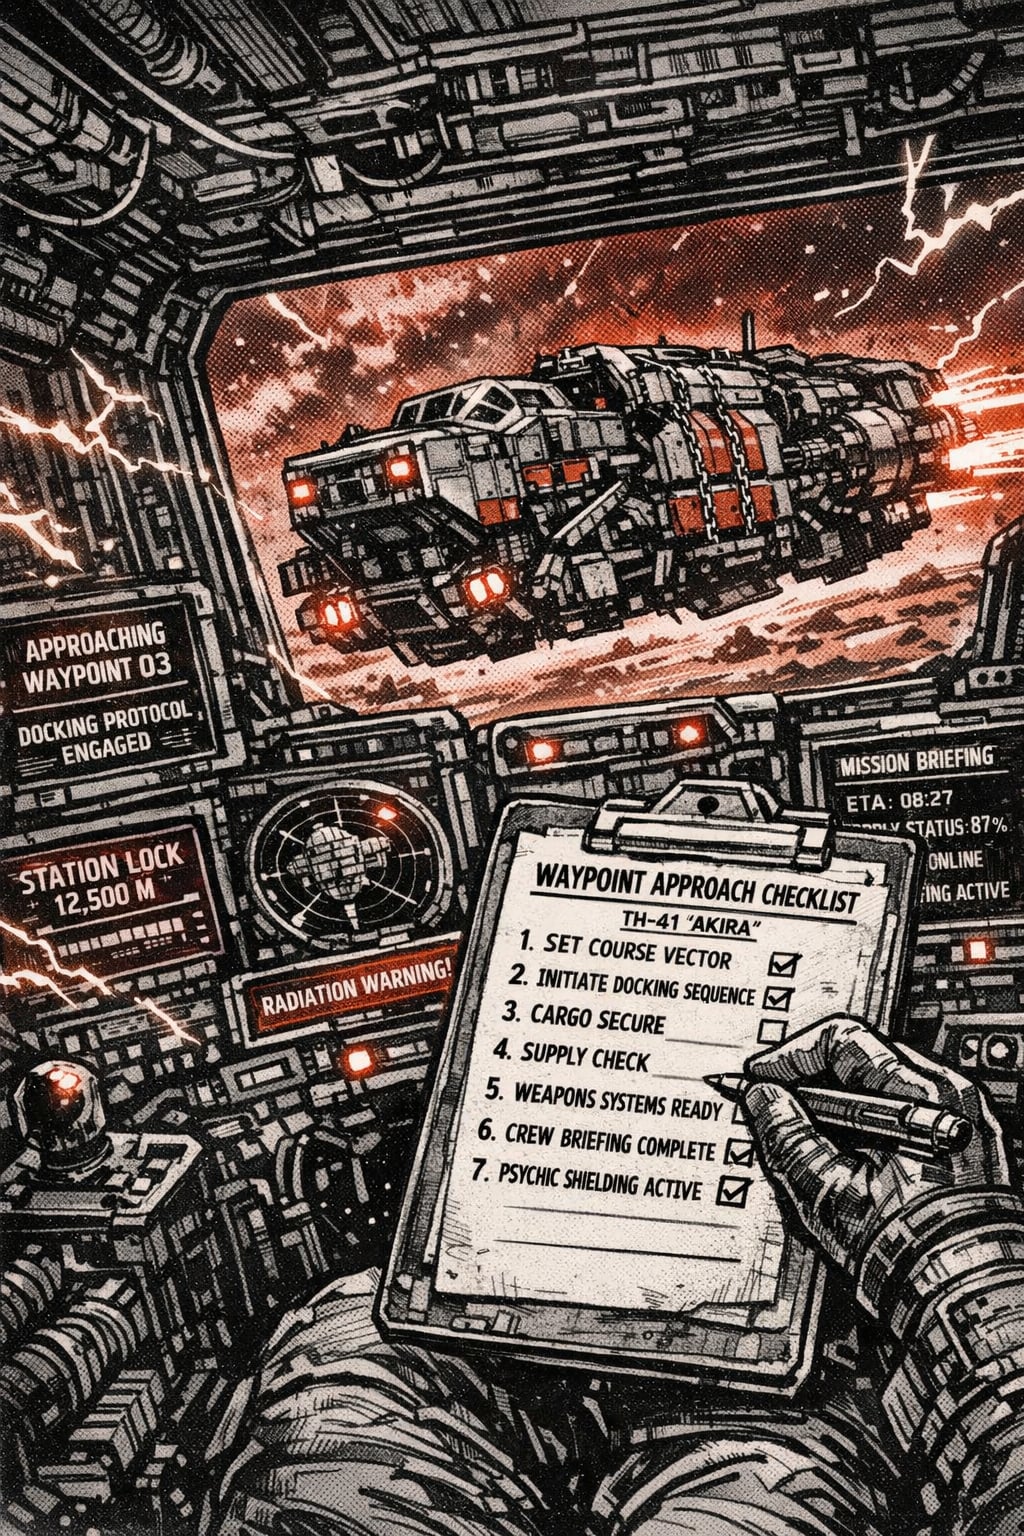 APPROACHING
WAYPOINT 03
DOCKING PROTOCOL
ENGAGED
STATION LOCK
12,500 M
RADIATION WARNING!
MISSION BRIEFING
ETA: 08:27
STATUS: 87%
ONLINE
ACTIVE
WAYPOINT APPROACH CHECKLIST
TH-41 "AKIRA"
1. SET COURSE VECTOR
2. INITIATE DOCKING SEQUENCE
3. CARGO SECURE
4. SUPPLY CHECK
5. WEAPONS SYSTEMS READY
6. CREW BRIEFING COMPLETE
7. PSYCHIC SHIELDING ACTIVE